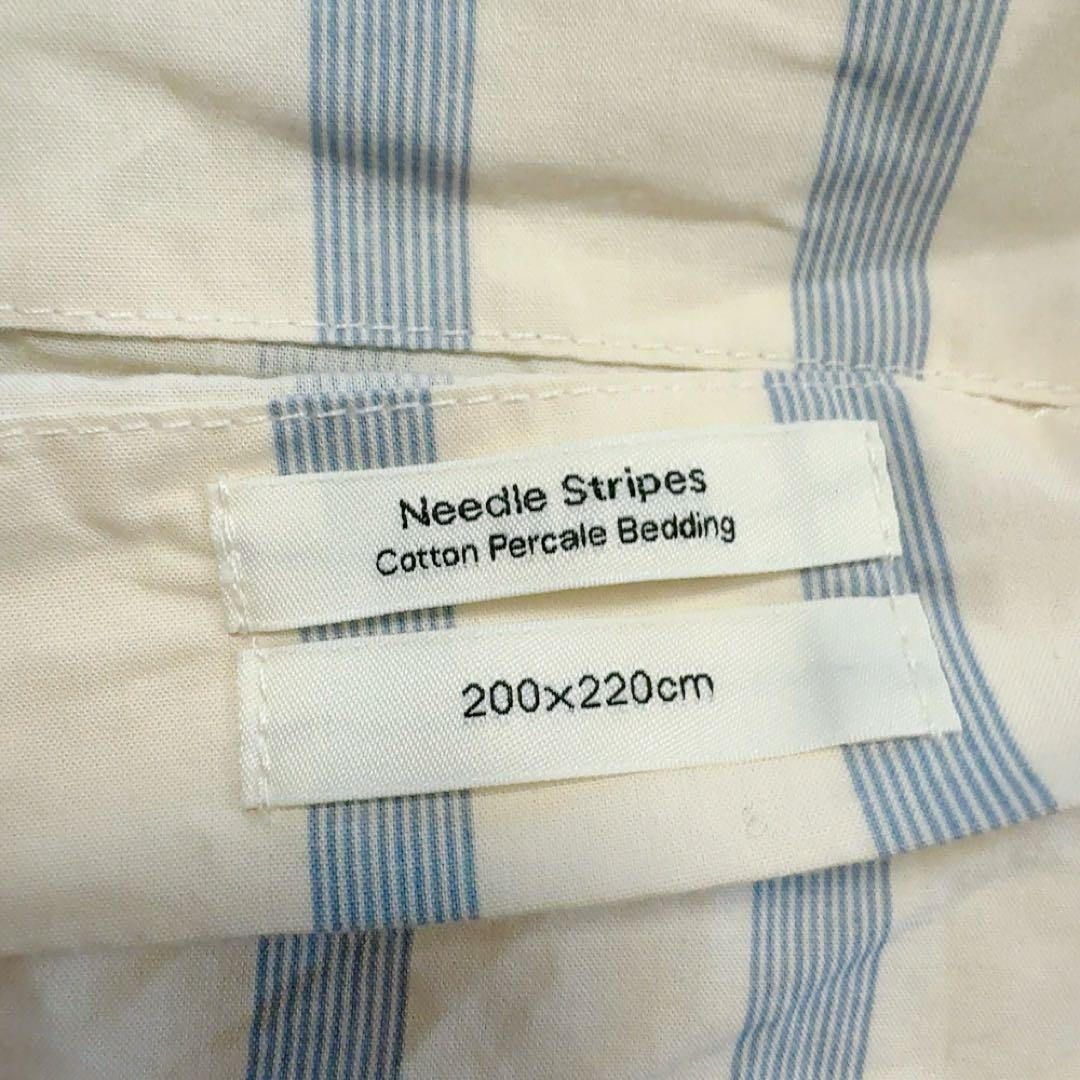 Needle Stripes
Cotton Percale Bedding
200×220cm